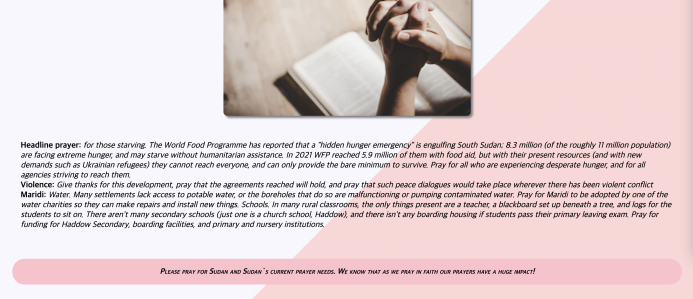 Headline prayer: for those starving. The World Food Programme has reported that a "hidden hunger emergency" is engulfing South Sudan; 8.3 million (of the roughly 11 million population)
are facing extreme hunger, and may starve without humanitarian assistance. In 2021 WFP reached 5.9 million of them with food aid, but with their present resources (and with new
demands such as Ukrainian refugees) they cannot reach everyone, and can only provide the bare minimum to survive. Pray for all who are experiencing desperate hunger, and for all
agencies striving to reach them.
Violence: Give thanks for this development, pray that the agreements reached will hold, and pray that such peace dialogues would take place wherever there has been violent conflict
Maridi: Water. Many settlements lack access to potable water, or the boreholes that do so are malfunctioning or pumping contaminated water. Pray for Maridi to be adopted by one of the
water charities so they can make repairs and install new things. Schools. In many rural classrooms, the only things present are a teacher, a blackboard set up beneath a tree, and logs for the
students to sit on. There aren't many secondary schools (just one is a church school, Haddow), and there isn't any boarding housing if students pass their primary leaving exam. Pray for
funding for Haddow Secondary, boarding facilities, and primary and nursery institutions.
Please pray for Sudan and Sudan`s current prayer needs. We know that as we pray in faith our prayers have a huge impact!